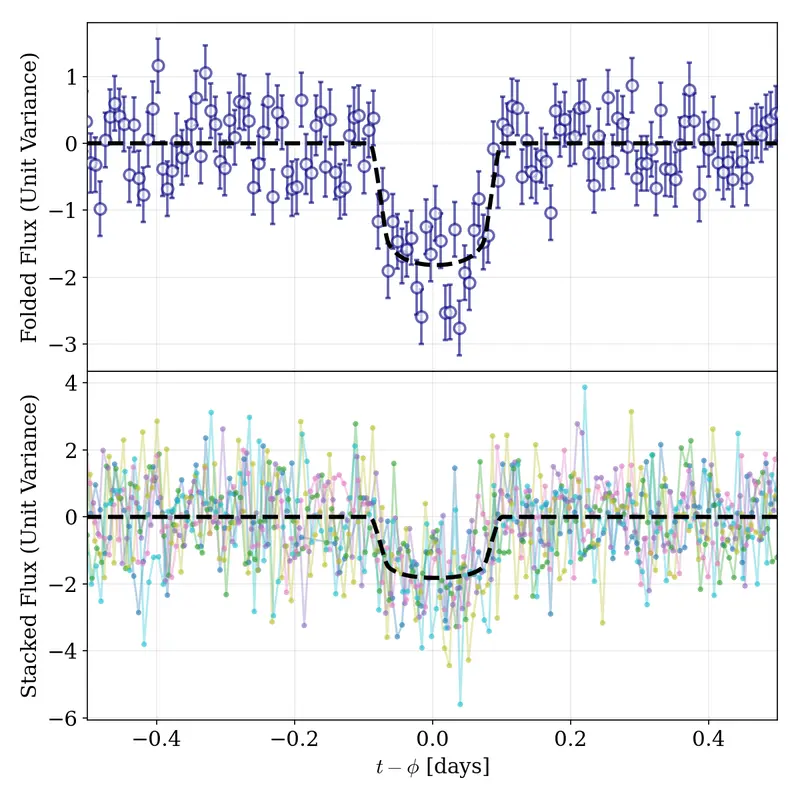 Folded Flux (Unit Variance)
1
0
−1
−2
−3
Stacked Flux (Unit Variance)
4
2
0
−2
−4
−6
−0.4 −0.2 0.0 0.2 0.4
t − ϕ [days]